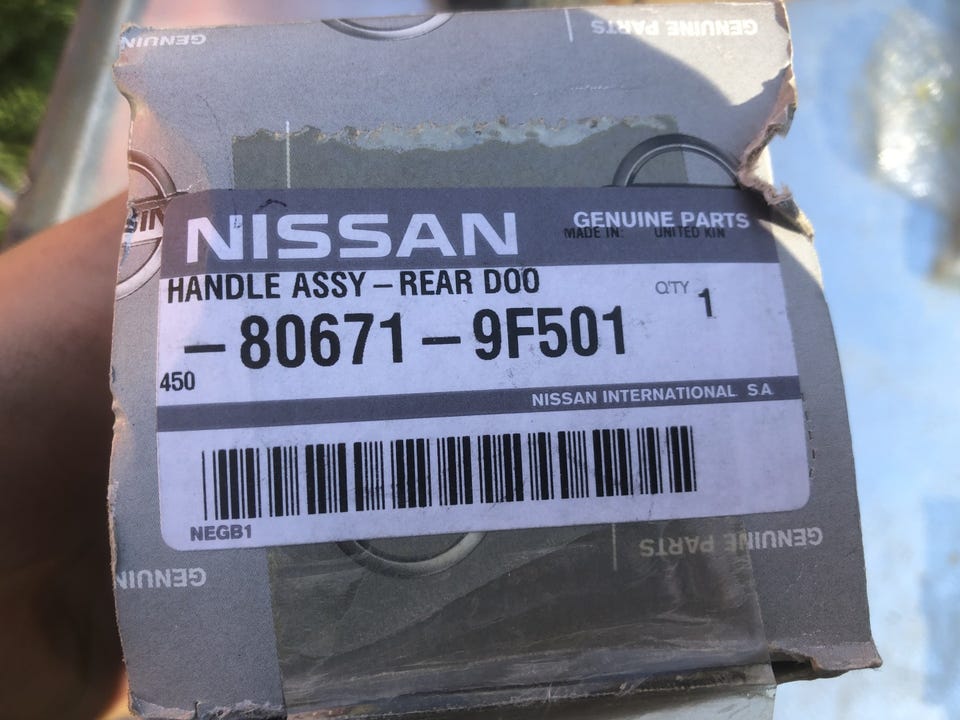 GENUINE
GENUINE PARTS
NISSAN
GENUINE PARTS
MADE IN: UNITED KIN
HANDLE ASSY – REAR DOO
Q'TY 1
– 80671 – 9F501
450
NISSAN INTERNATIONAL S.A
NEGB1
GENUINE PARTS
GENUINE